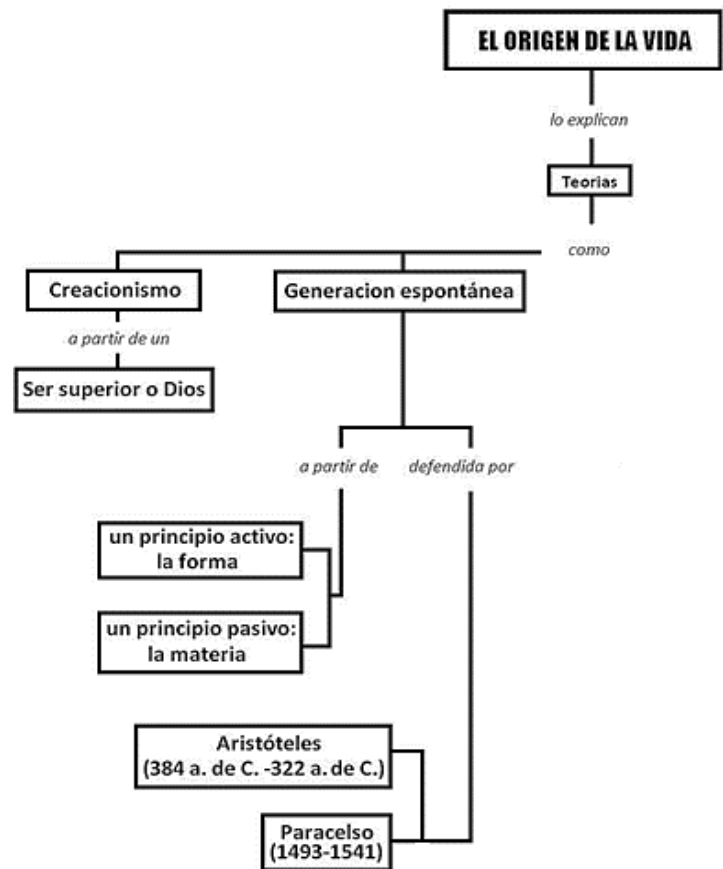 EL ORIGEN DE LA VIDA
lo explican
Teorias
como
Creacionismo
Generacion espontánea
a partir de un
Ser superior o Dios
a partir de
defendida por
un principio activo:
la forma
un principio pasivo:
la materia
Aristóteles
(384 a. de C. -322 a. de C.)
Paracelso
(1493-1541)